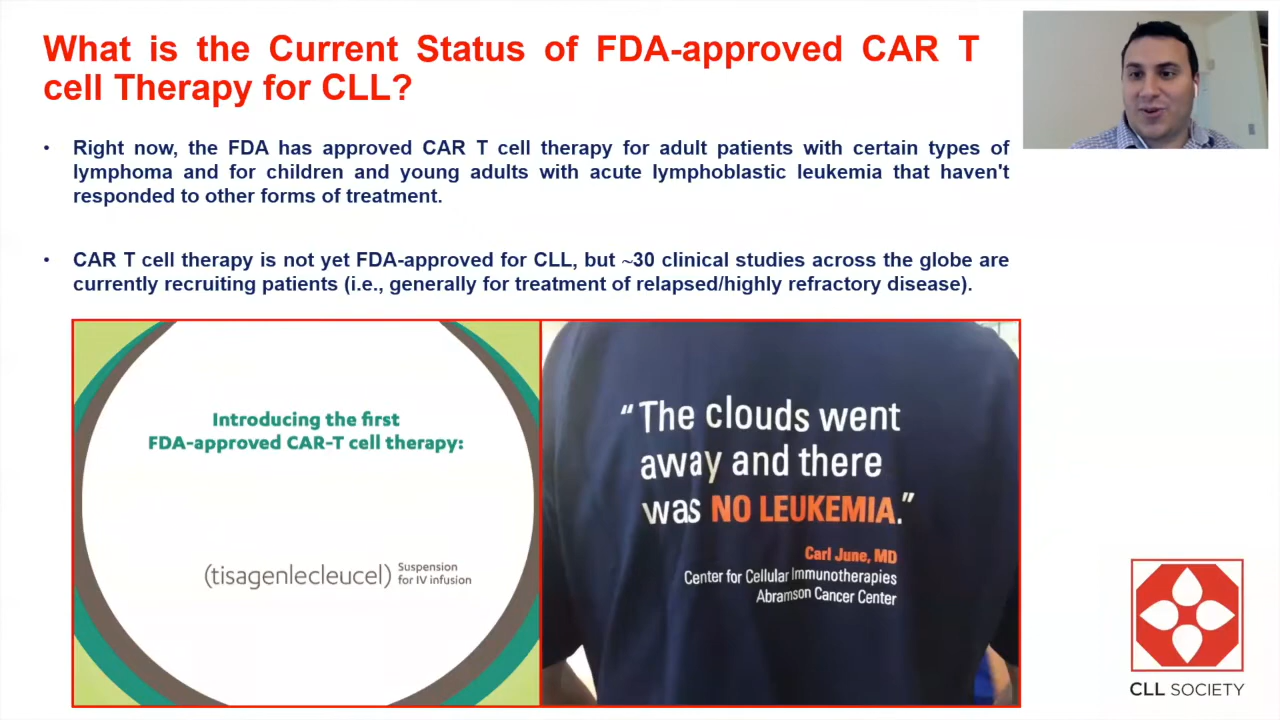 What is the Current Status of FDA-approved CAR T
cell Therapy for CLL?
• Right now, the FDA has approved CAR T cell therapy for adult patients with certain types of
lymphoma and for children and young adults with acute lymphoblastic leukemia that haven't
responded to other forms of treatment.
• CAR T cell therapy is not yet FDA-approved for CLL, but ~30 clinical studies across the globe are
currently recruiting patients (i.e., generally for treatment of relapsed/highly refractory disease).
Introducing the first
FDA-approved CAR-T cell therapy:
(tisagenlecleucel) Suspension
for IV infusion
“The clouds went
away and there
was NO LEUKEMIA.”
Carl June, MD
Center for Cellular Immunotherapies
Abramson Cancer Center
CLL SOCIETY